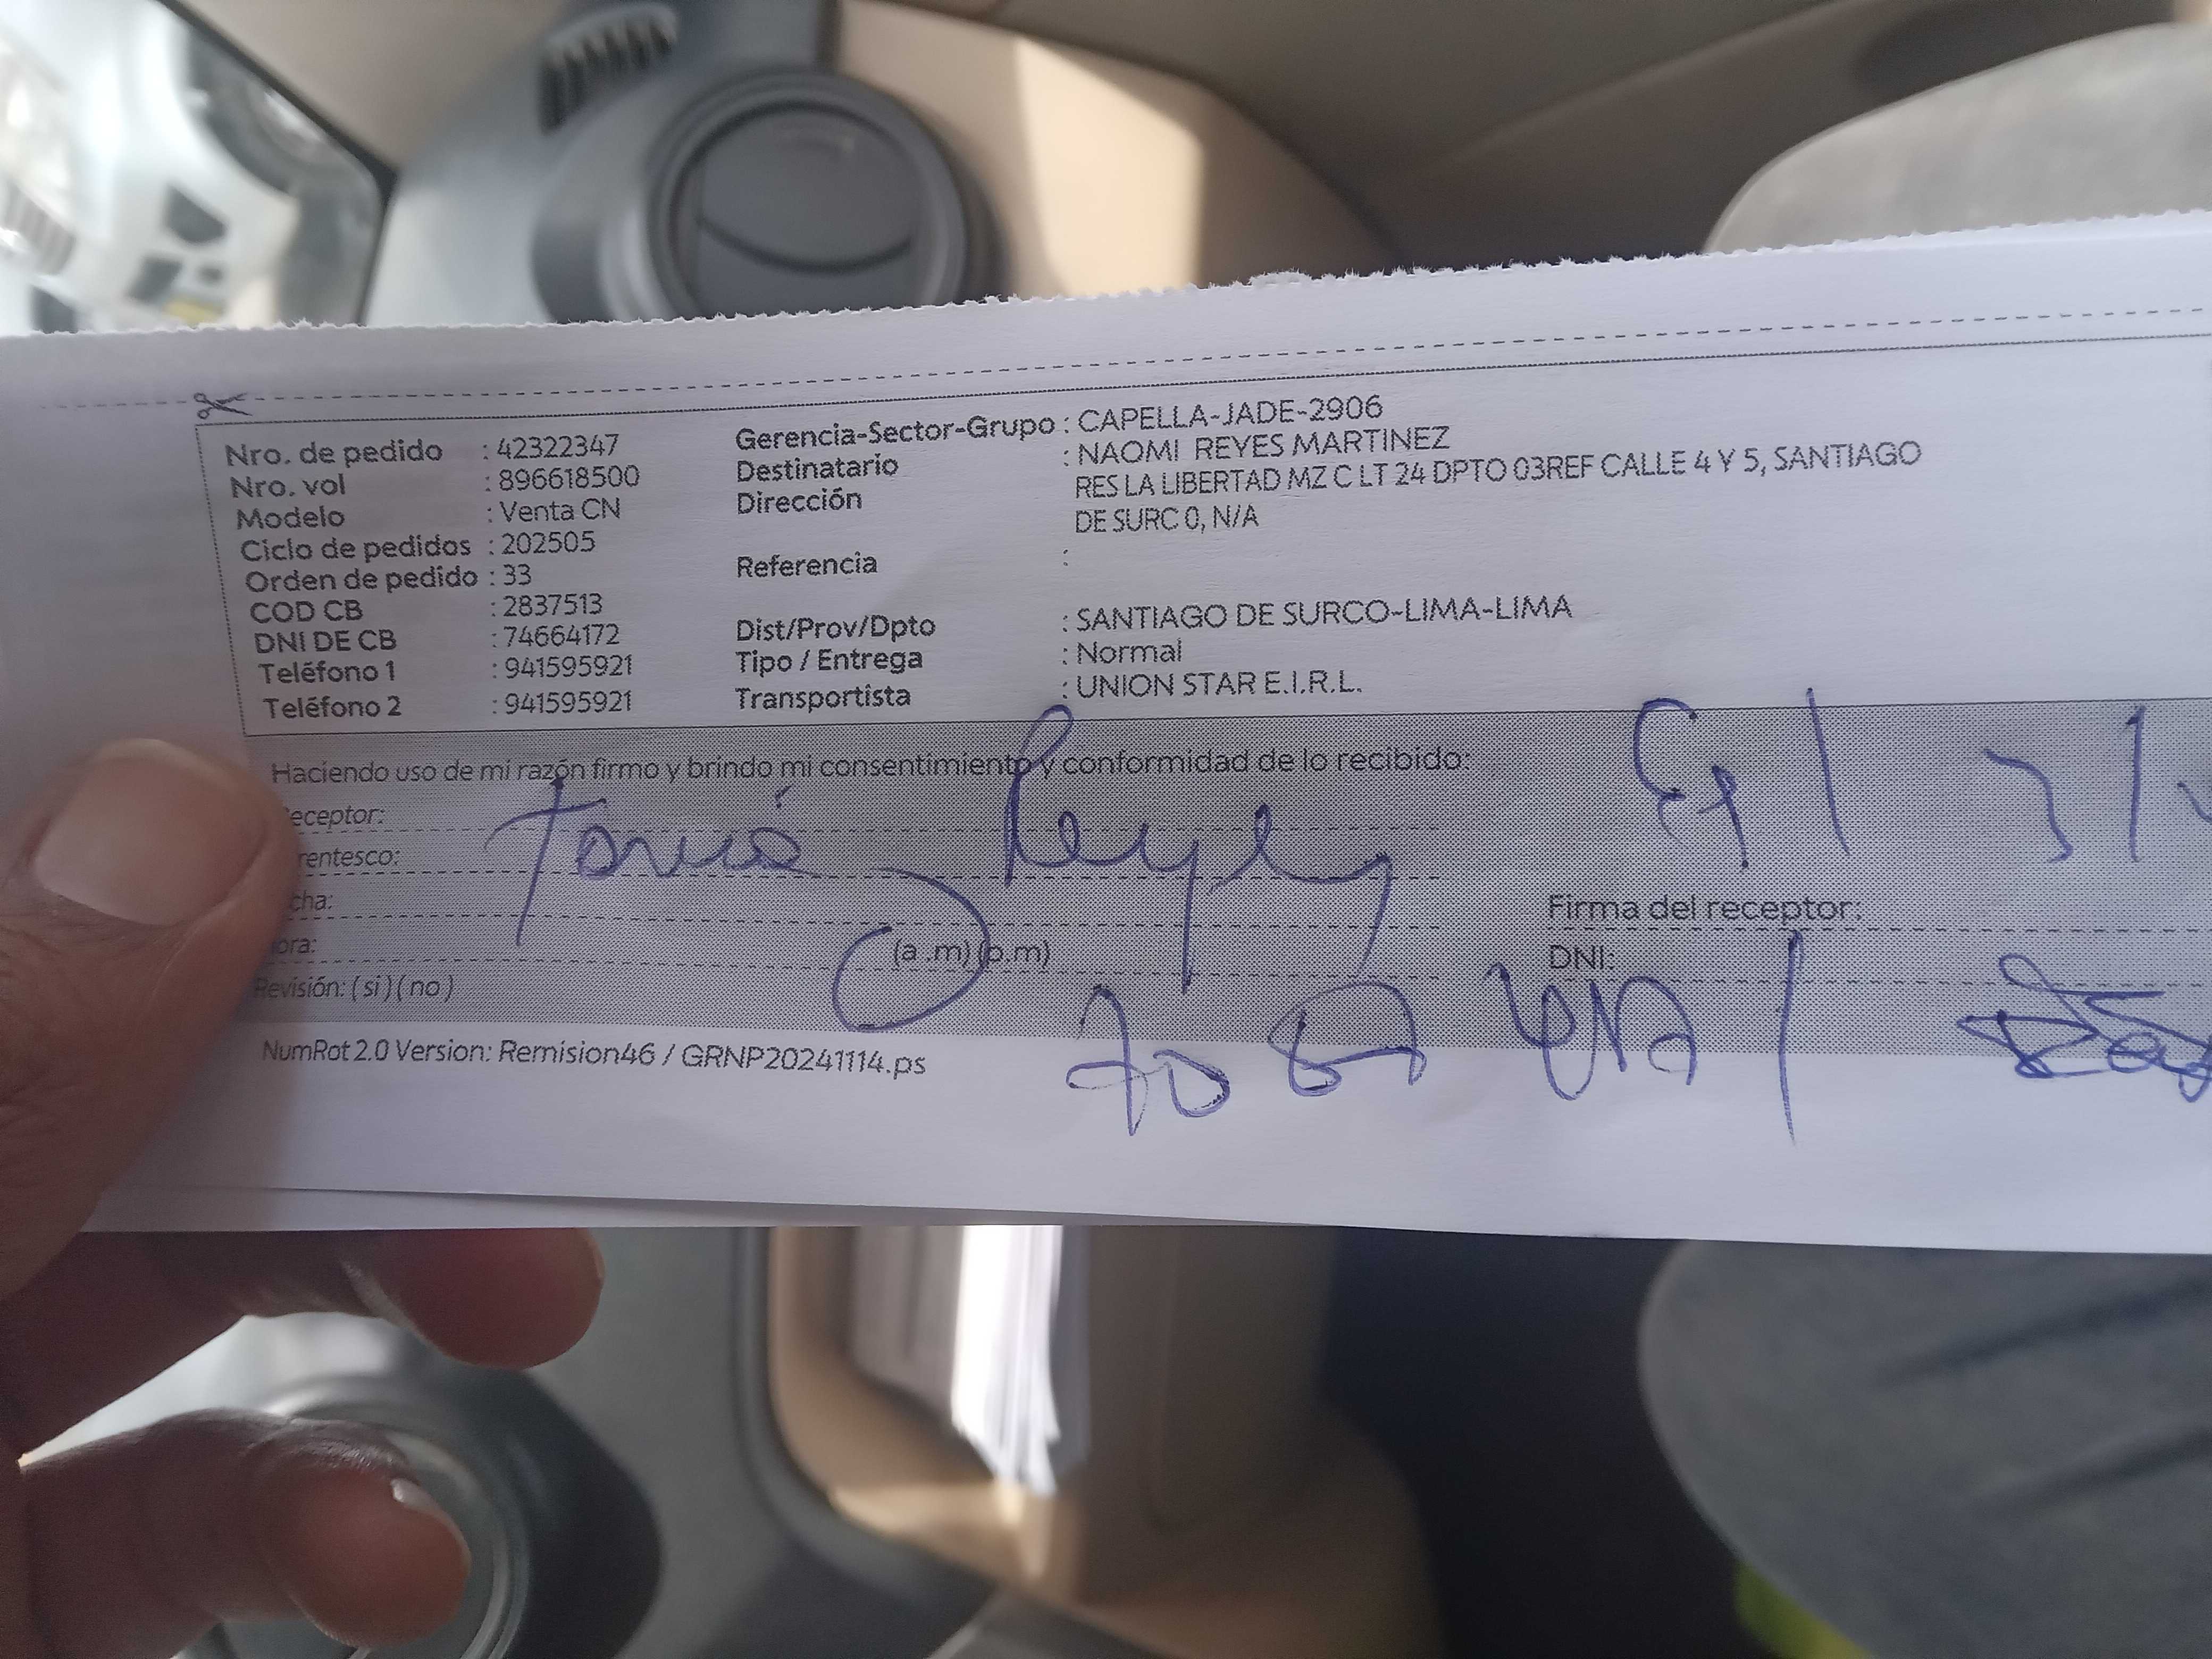 Nro. de pedido : 42322347
Nro. vol : 896618500
Modelo : Venta CN
Ciclo de pedidos : 202505
Orden de pedido : 33
COD CB : 2837513
DNI DE CB : 74664172
Teléfono 1 : 941595921
Teléfono 2 : 941595921
Gerencia-Sector-Grupo : CAPELLA-JADE-2906
Destinatario : NAOMI REYES MARTINEZ
Dirección RES LA LIBERTAD MZ C LT 24 DPTO 03REF CALLE 4 Y 5, SANTIAGO
DE SURC 0, N/A
Referencia :
Dist/Prov/Dpto : SANTIAGO DE SURCO-LIMA-LIMA
Tipo / Entrega : Normal
Transportista : UNION STAR E.I.R.L.
Haciendo uso de mi razón firmo y brindo mi consentimiento y conformidad de lo recibido:
eceptor:
rentesco:
Reyes
cha:
ora: (a .m) (p.m)
Revisión: ( si ) ( no )
Firma del receptor:
DNI:
NumRot 2.0 Version: Remision46 / GRNP20241114.ps